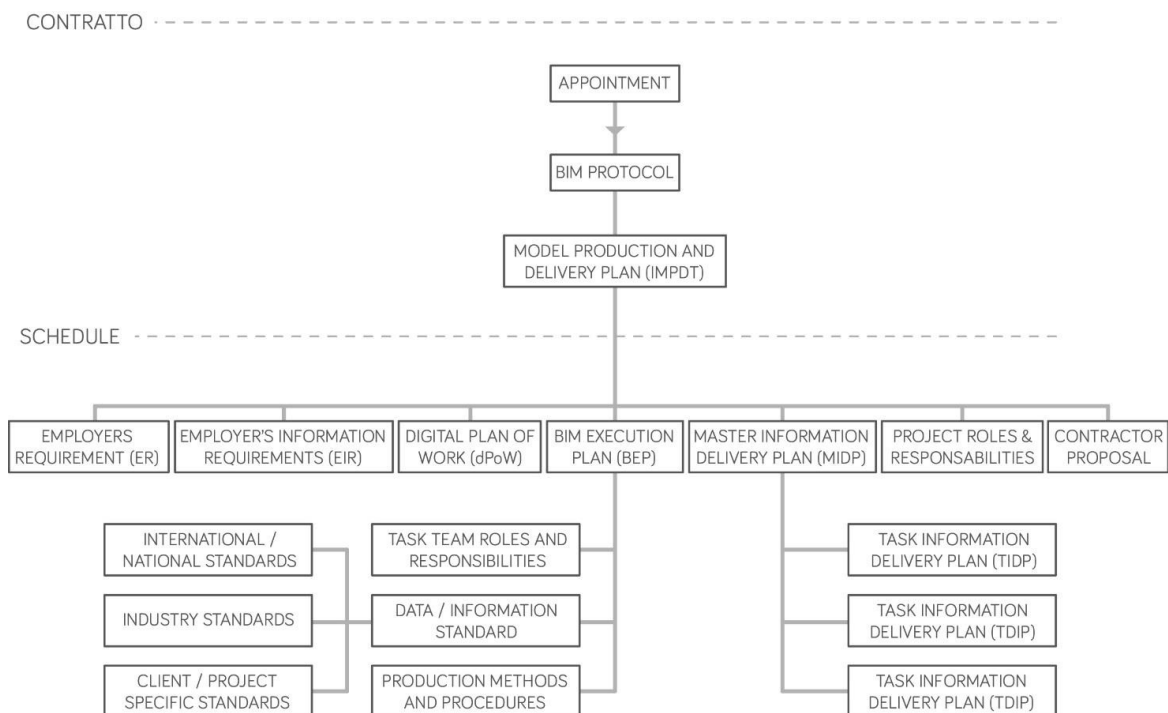 CONTRATTO
APPOINTMENT
BIM PROTOCOL
MODEL PRODUCTION AND
DELIVERY PLAN (IMPDT)
SCHEDULE
EMPLOYERS
REQUIREMENT (ER)
EMPLOYER'S INFORMATION
REQUIREMENTS (EIR)
DIGITAL PLAN OF
WORK (dPoW)
BIM EXECUTION
PLAN (BEP)
MASTER INFORMATION
DELIVERY PLAN (MIDP)
PROJECT ROLES &
RESPONSABILITIES
CONTRACTOR
PROPOSAL
INTERNATIONAL /
NATIONAL STANDARDS
TASK TEAM ROLES AND
RESPONSIBILITIES
TASK INFORMATION
DELIVERY PLAN (TIDP)
INDUSTRY STANDARDS
DATA / INFORMATION
STANDARD
TASK INFORMATION
DELIVERY PLAN (TDIP)
CLIENT / PROJECT
SPECIFIC STANDARDS
PRODUCTION METHODS
AND PROCEDURES
TASK INFORMATION
DELIVERY PLAN (TDIP)